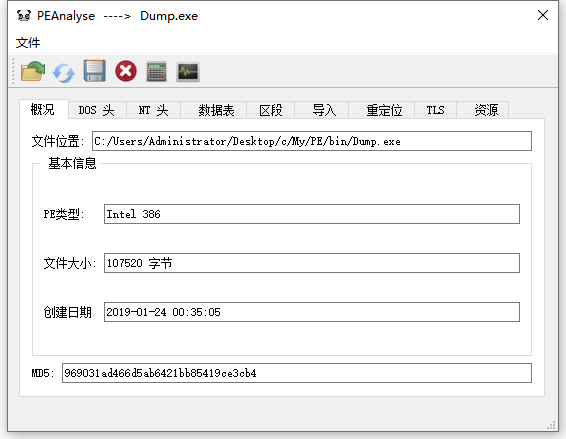 PEAnalyse ----> Dump.exe
文件
概况 DOS 头 NT 头 数据表 区段 导入 重定位 TLS 资源
文件位置: C:/Users/Administrator/Desktop/c/My/PE/bin/Dump.exe
基本信息
PE类型: Intel 386
文件大小: 107520 字节
创建日期 2019-01-24 00:35:05
MD5: 969031ad466d5ab6421bb85419ce3cb4